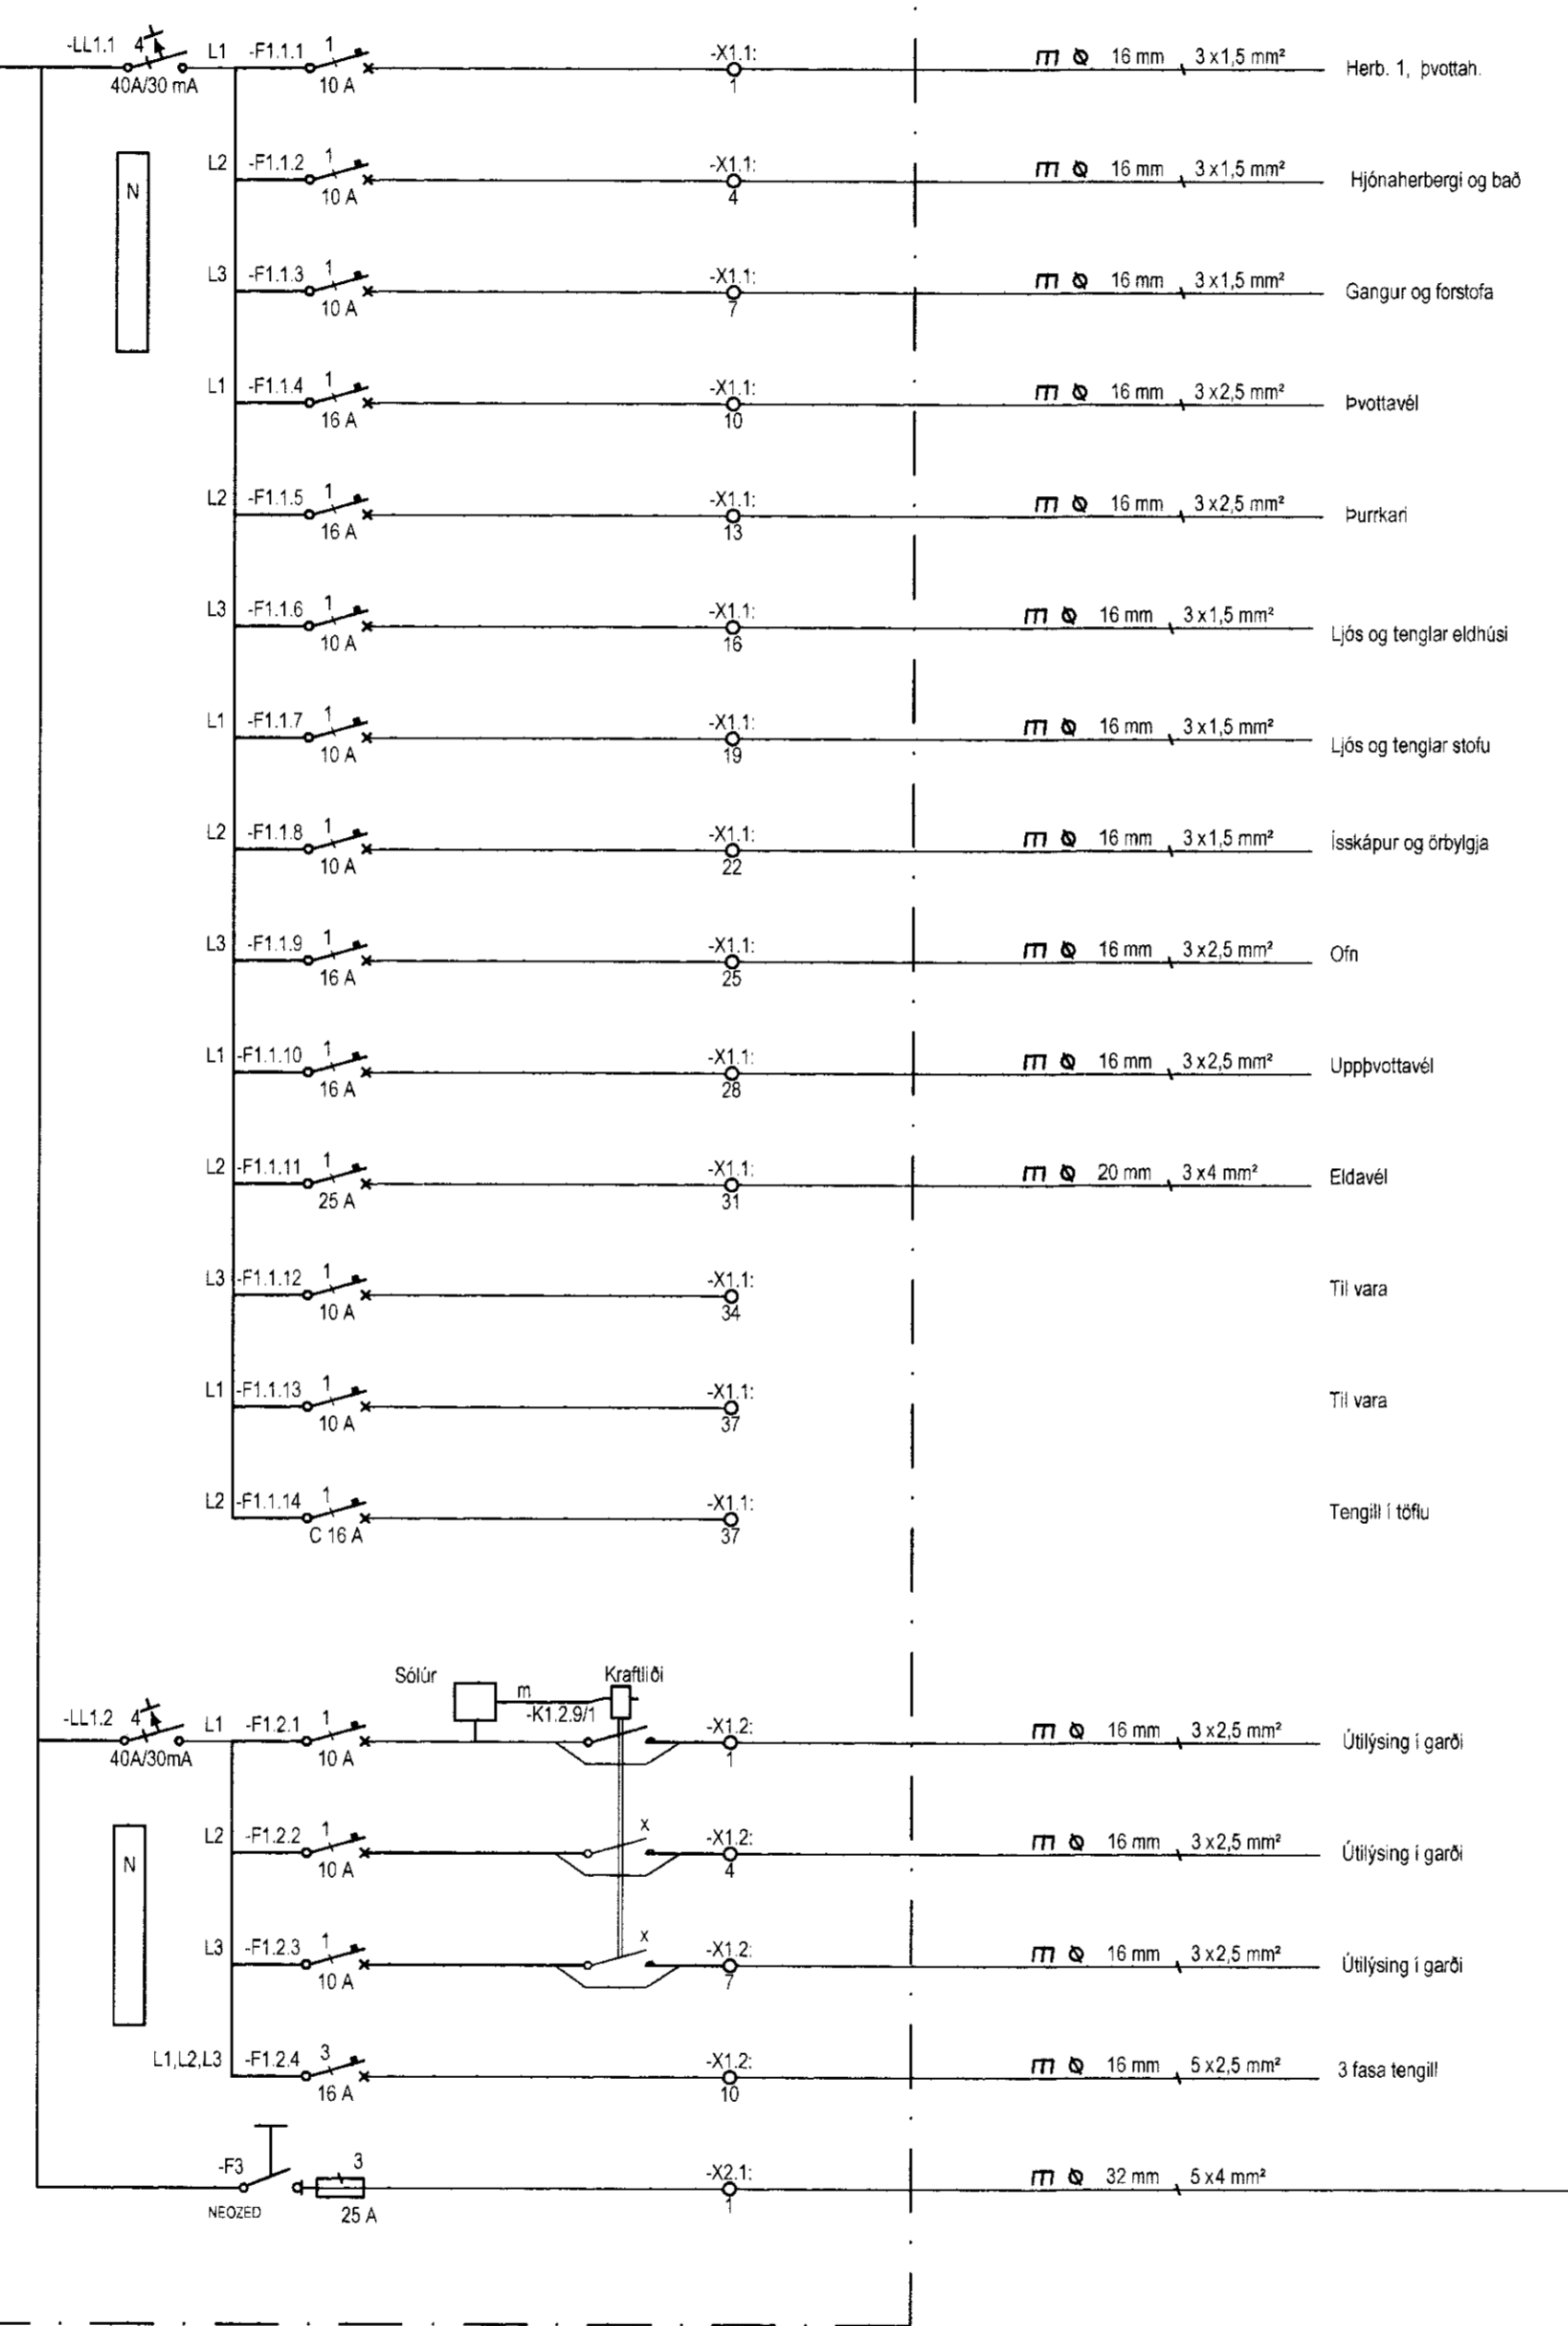 -LL1.1 4 L1 -F1.1.1 1 -X1.1: 16 mm 3 x1,5 mm² Herb. 1, þvottah.
40A/30 mA 10 A 1
N
L2 -F1.1.2 1 -X1.1: 16 mm 3 x1,5 mm² Hjónaherbergi og bað
10 A 4
L3 -F1.1.3 1 -X1.1: 16 mm 3 x1,5 mm² Gangur og forstofa
10 A 7
L1 -F1.1.4 1 -X1.1: 16 mm 3 x2,5 mm² Þvottavél
16 A 10
L2 -F1.1.5 1 -X1.1: 16 mm 3 x2,5 mm² Þurrkari
16 A 13
L3 -F1.1.6 1 -X1.1: 16 mm 3 x1,5 mm² Ljós og tenglar eldhúsi
10 A 16
L1 -F1.1.7 1 -X1.1: 16 mm 3 x1,5 mm² Ljós og tenglar stofu
10 A 19
L2 -F1.1.8 1 -X1.1: 16 mm 3 x1,5 mm² Ísskápur og örbylgja
10 A 22
L3 -F1.1.9 1 -X1.1: 16 mm 3 x2,5 mm² Ofn
16 A 25
L1 -F1.1.10 1 -X1.1: 16 mm 3 x2,5 mm² Uppþvottavél
16 A 28
L2 -F1.1.11 1 -X1.1: 20 mm 3 x4 mm² Eldavél
25 A 31
L3 -F1.1.12 1 -X1.1: Til vara
10 A 34
L1 -F1.1.13 1 -X1.1: Til vara
10 A 37
L2 -F1.1.14 1 -X1.1: Tengill í töflu
C 16 A 37
Sólúr Kraftliði
m
-K1.2.9/1
-LL1.2 4 L1 -F1.2.1 1 -X1.2: 16 mm 3 x2,5 mm² Útilýsing í garði
40A/30mA 10 A 1
N
L2 -F1.2.2 1 x -X1.2: 16 mm 3 x2,5 mm² Útilýsing í garði
10 A 4
L3 -F1.2.3 1 x -X1.2: 16 mm 3 x2,5 mm² Útilýsing í garði
10 A 7
L1,L2,L3 -F1.2.4 3 -X1.2: 16 mm 5 x2,5 mm² 3 fasa tengill
16 A 10
-F3 3 -X2.1: 32 mm 5 x4 mm²
NEOZED 25 A 1